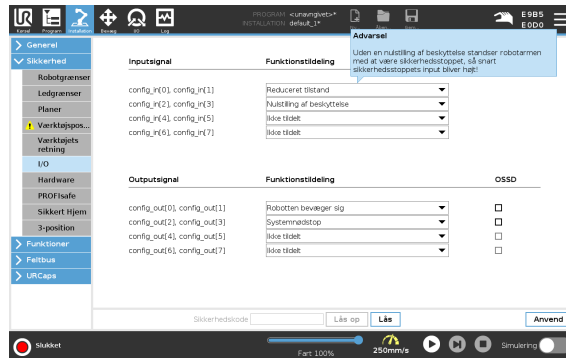 PROGRAM <unavngivet>*
INSTALLATION default_1*
E9B5
E0D0
Kørsel Program Installation Bevæg I/O Log
Advarsel
Uden en nulstilling af beskyttelse standser robotarmen
med at være sikkerhedsstoppet, så snart
sikkerhedsstoppets input bliver højt!
Generel
Sikkerhed
Robotgrænser
Ledgrænser
Planer
Værktøjspos...
Værktøjets
retning
I/O
Hardware
PROFIsafe
Sikkert Hjem
3-position
Funktioner
Feltbus
URCaps
Inputsignal Funktionstildeling
config_in[0], config_in[1] Reduceret tilstand
config_in[2], config_in[3] Nulstilling af beskyttelse
config_in[4], config_in[5] Ikke tildelt
config_in[6], config_in[7] Ikke tildelt
Outputsignal Funktionstildeling OSSD
config_out[0], config_out[1] Robotten bevæger sig
config_out[2], config_out[3] Systemnødstop
config_out[4], config_out[5] Ikke tildelt
config_out[6], config_out[7] Ikke tildelt
Sikkerhedskode Lås op Lås Anvend
Slukket
Fart 100%
250mm/s
Simulering